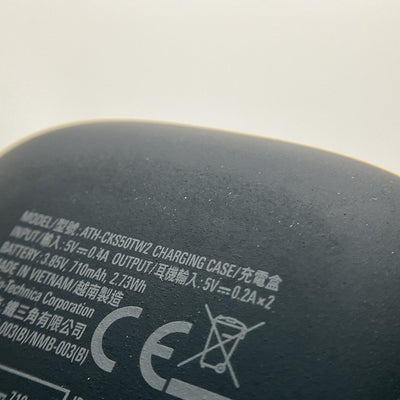 MODEL/型號：ATH-CKS50TW2 CHARGING CASE/充電盒
INPUT/輸入：5V⎓0.4A OUTPUT/耳機輸入：5V⎓0.2A×2
BATTERY：3.85V, 710mAh, 2.73Wh
MADE IN VIETNAM/越南製造
-Technica Corporation
鐵三角有限公司
-003(B)/NMB-003(B)
CE